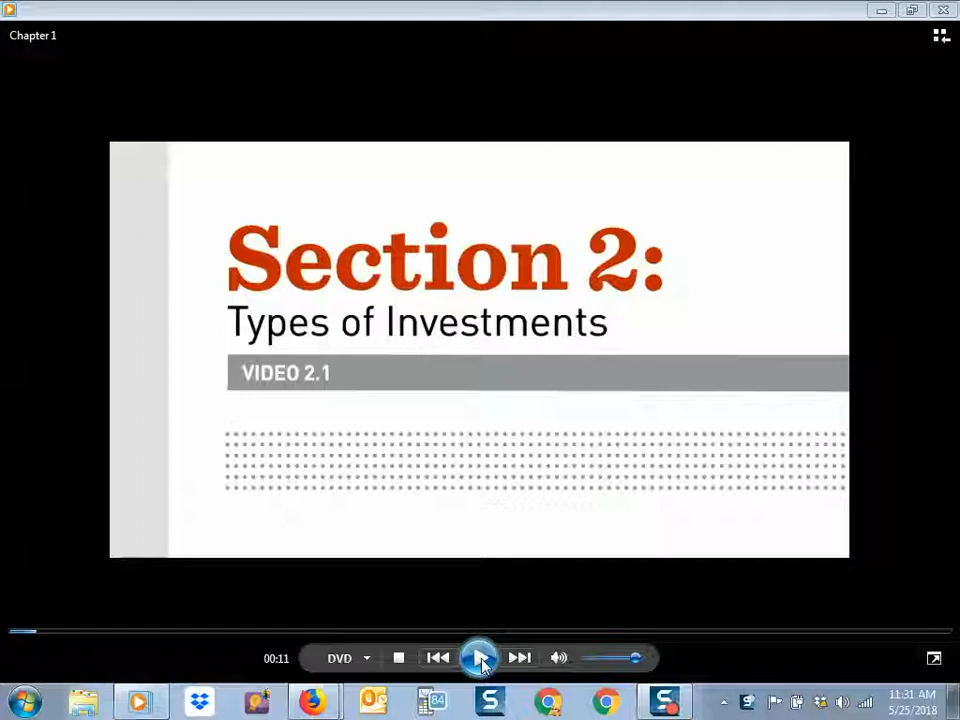 Chapter 1
Section 2:
Types of Investments
VIDEO 2.1
00:11
DVD
84
S
S
11:31 AM
5/25/2018